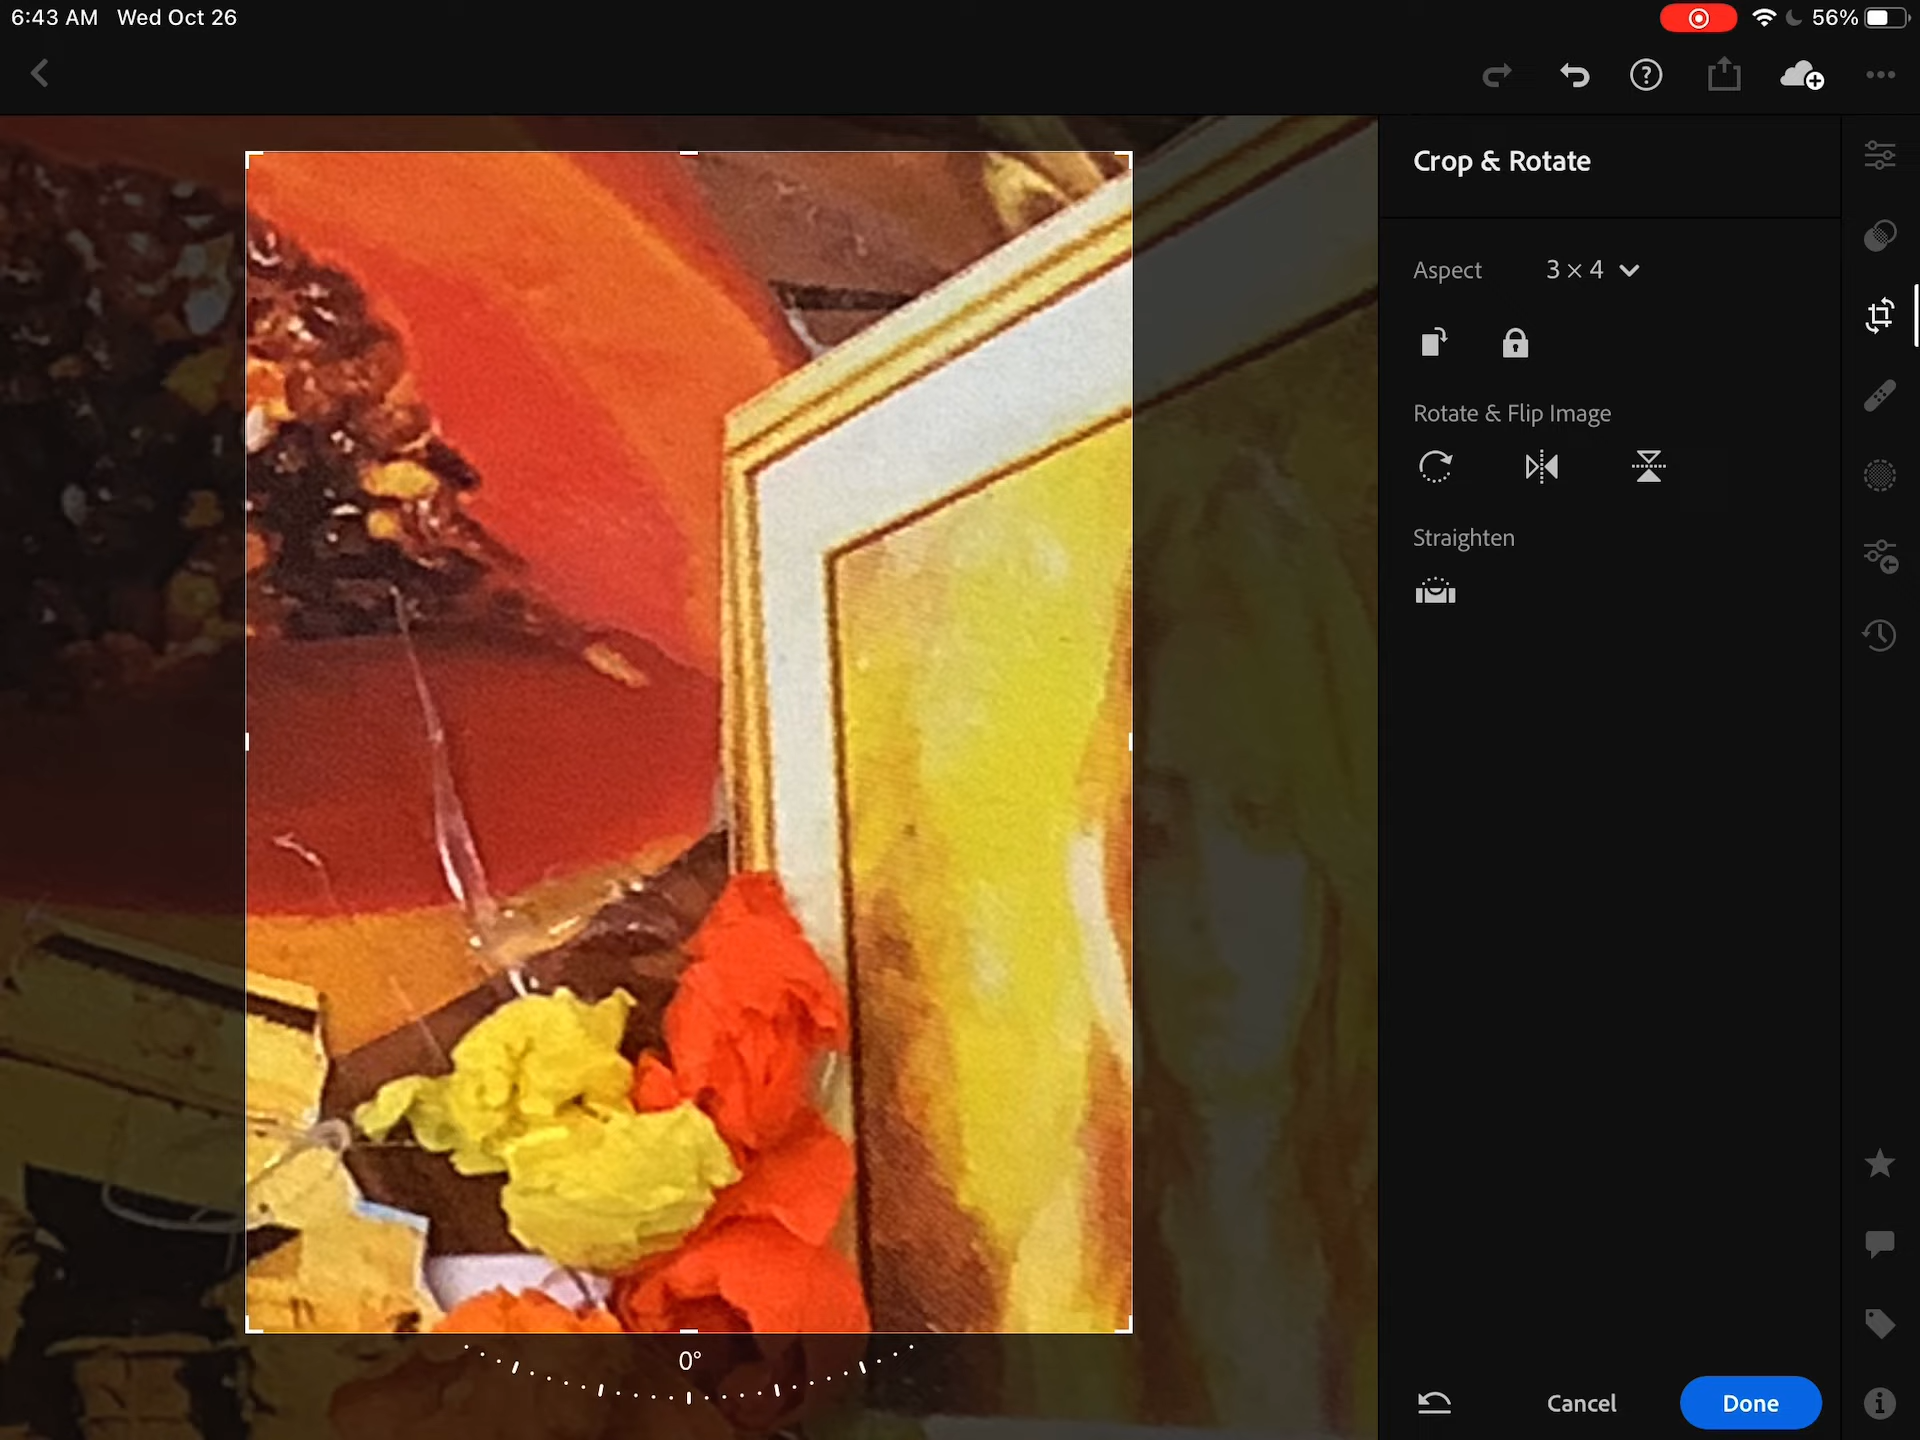 6:43 AM Wed Oct 26
56%
Crop & Rotate
Aspect 3 × 4
Rotate & Flip Image
Straighten
0°
Cancel Done